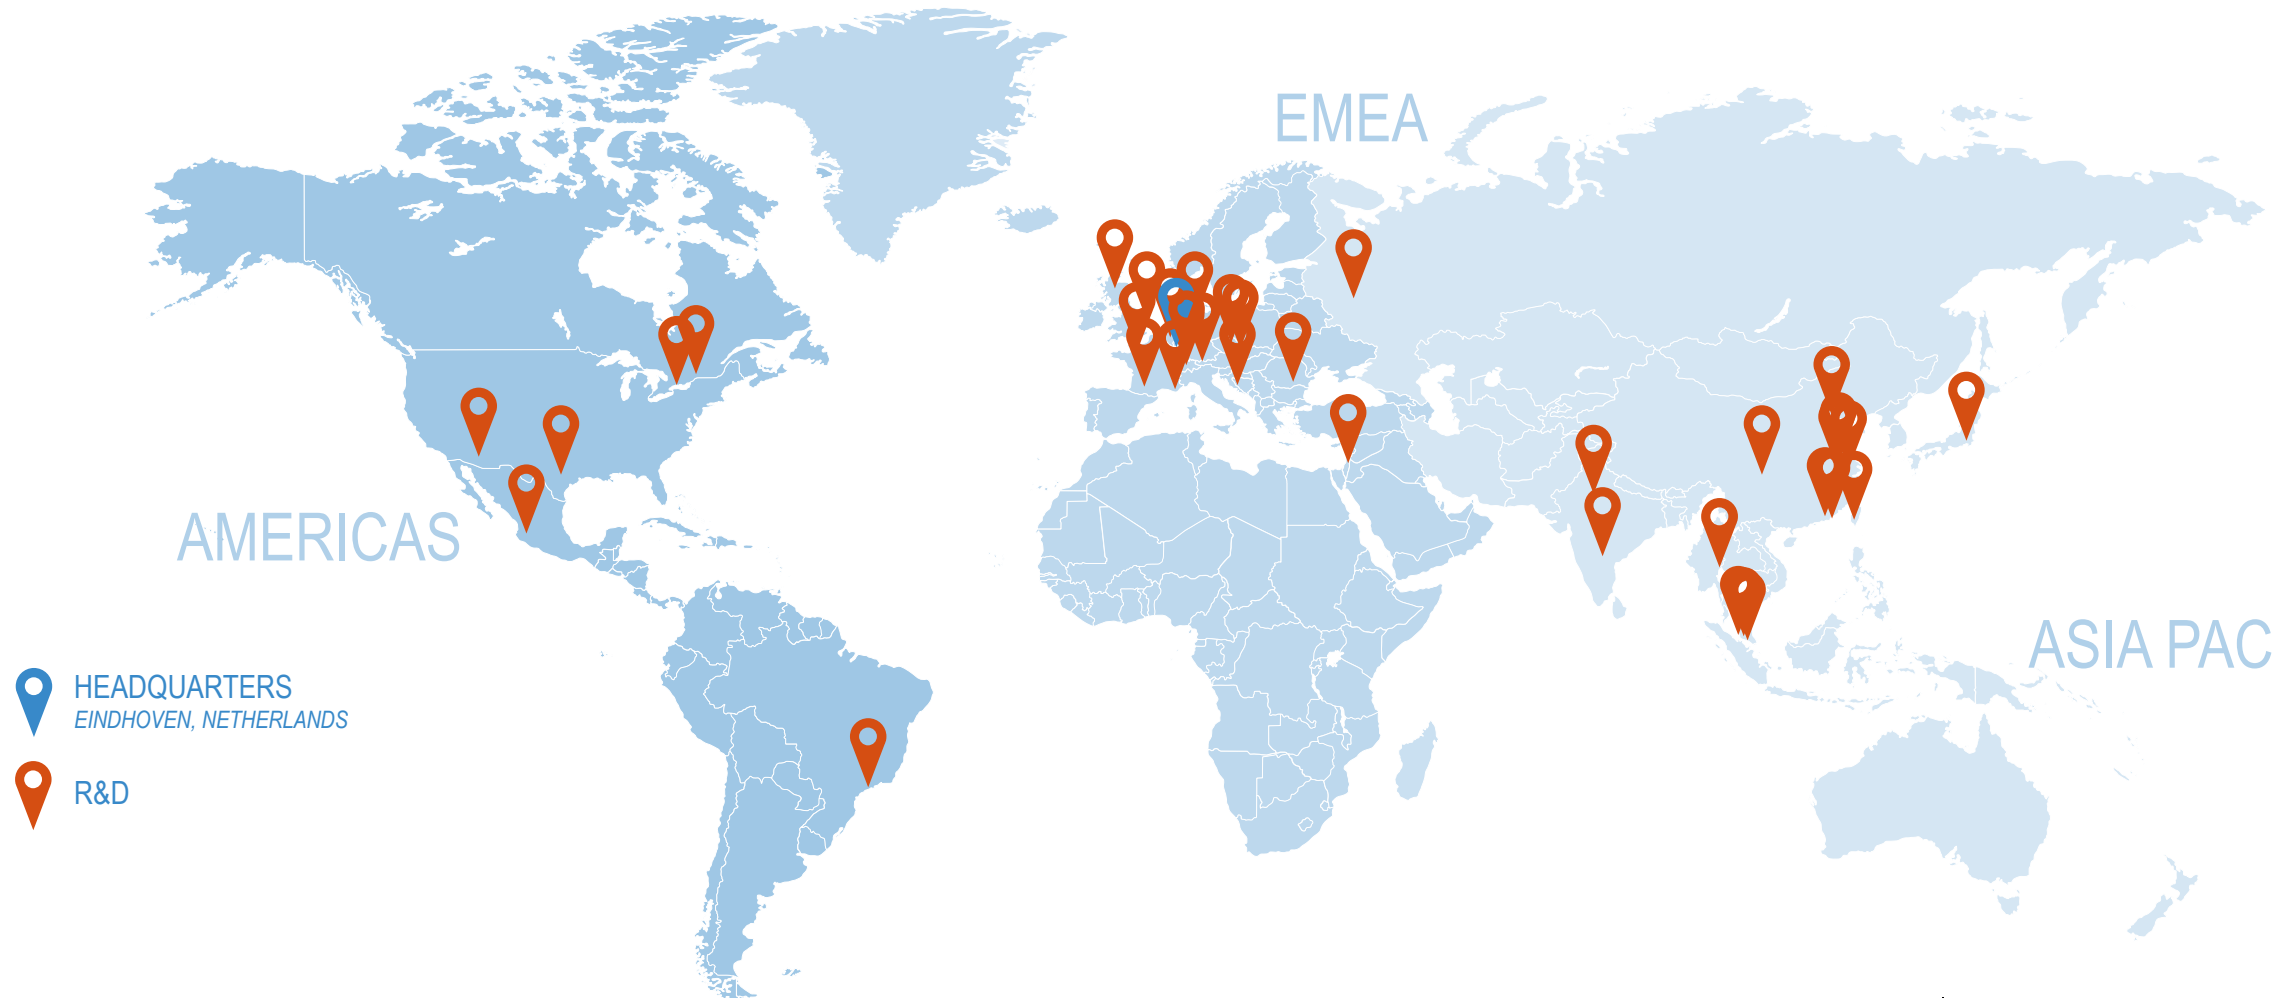 EMEA
AMERICAS
ASIA PAC
HEADQUARTERS
EINDHOVEN, NETHERLANDS
R&D